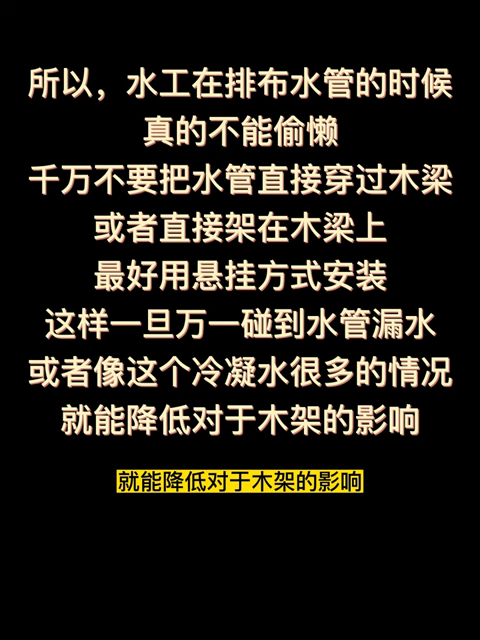 所以，水工在排布水管的时候
真的不能偷懒
千万不要把水管直接穿过木梁
或者直接架在木梁上
最好用悬挂方式安装
这样一旦万一碰到水管漏水
或者像这个冷凝水很多的情况
就能降低对于木架的影响
就能降低对于木架的影响